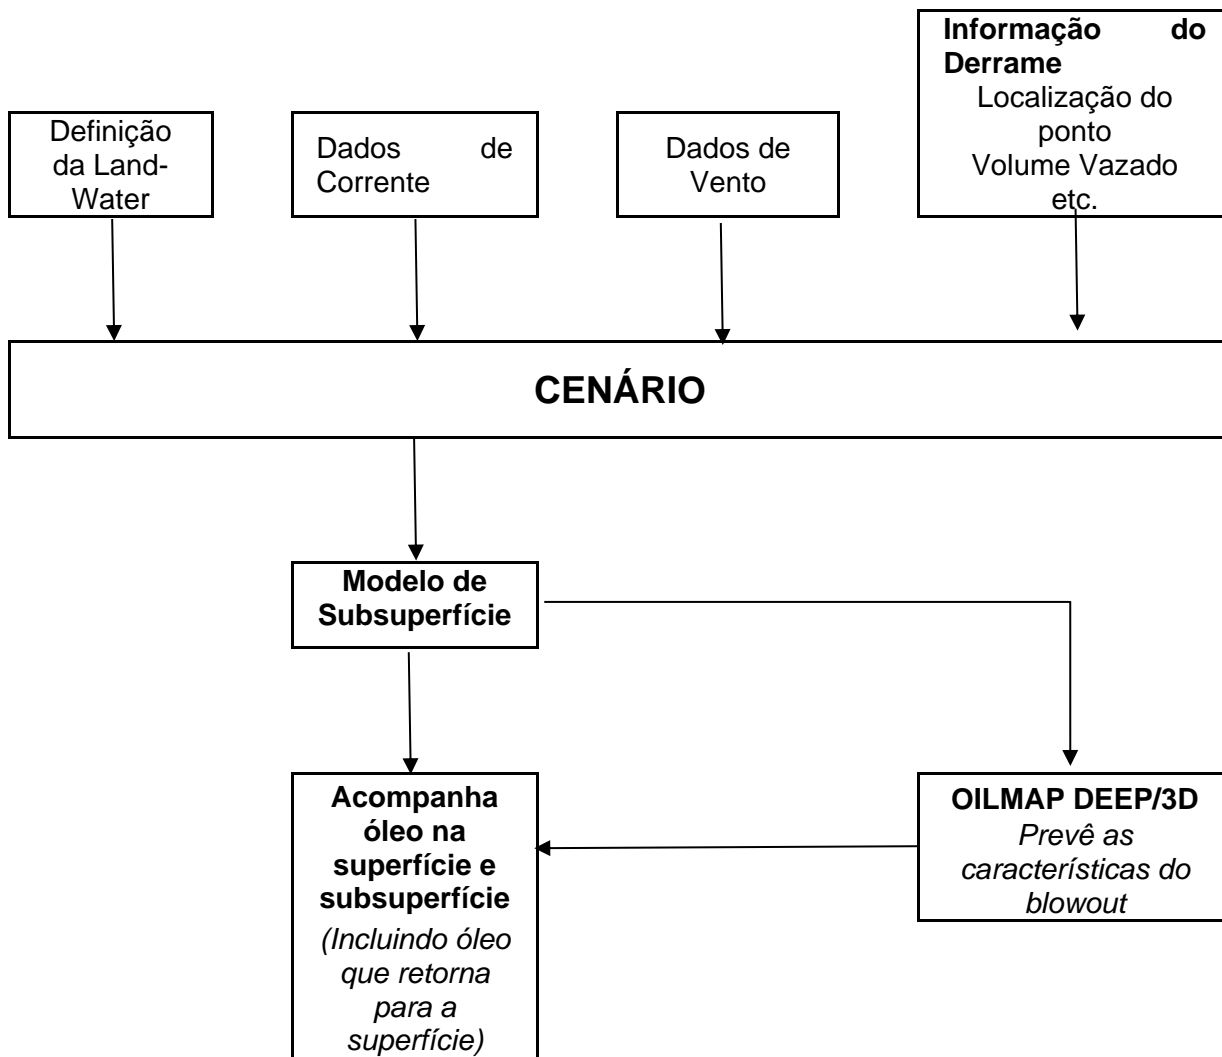 Informação do
Derrame
Localização do
ponto
Volume Vazado
etc.
Definição
da Land-
Water
Dados de
Corrente
Dados de
Vento
CENÁRIO
Modelo de
Subsuperfície
Acompanha
óleo na
superfície e
subsuperfície
(Incluindo óleo
que retorna
para a
superfície)
OILMAP DEEP/3D
Prevê as
características do
blowout